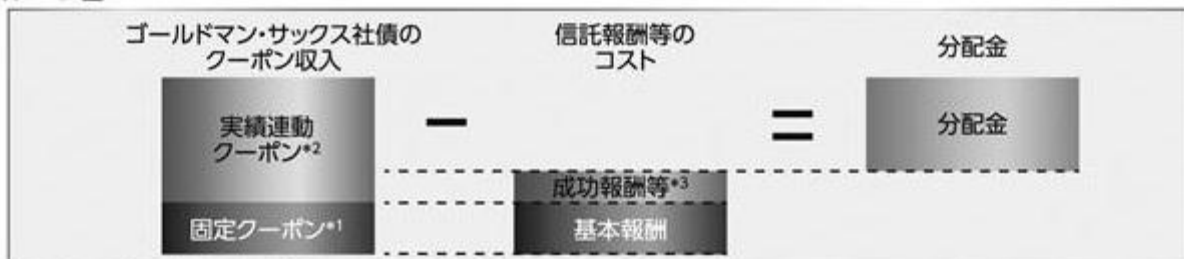 ゴールドマン・サックス社債の
クーポン収入
信託報酬等の
コスト
分配金
実績連動
クーポン*2
ー
=
分配金
成功報酬等*3
固定クーポン*1
基本報酬